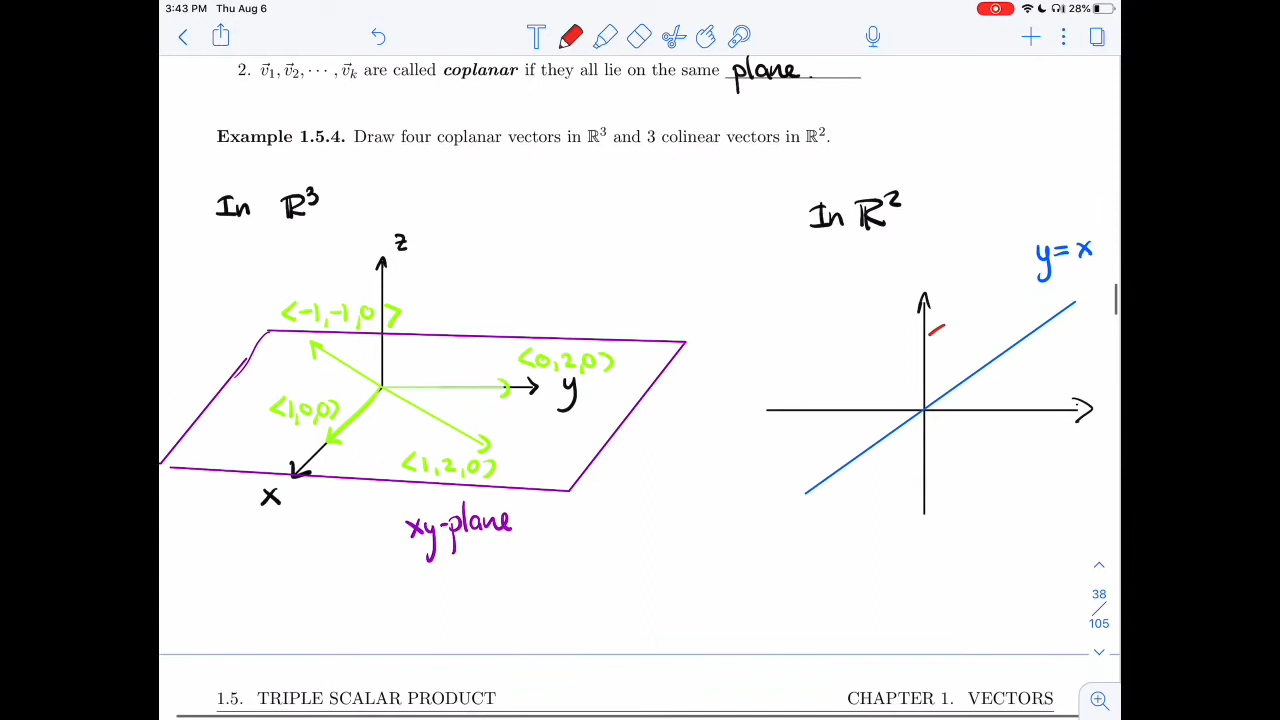 3:43 PM Thu Aug 6
28%
T
2. v⃗₁, v⃗₂, ⋯ , v⃗ₖ are called coplanar if they all lie on the same plane.
Example 1.5.4. Draw four coplanar vectors in ℝ³ and 3 colinear vectors in ℝ².
In ℝ³
In ℝ²
z
y=x
<-1,-1,0>
<0,2,0>
y
<1,0,0>
<1,2,0>
x
xy-plane
38
105
1.5. TRIPLE SCALAR PRODUCT
CHAPTER 1. VECTORS